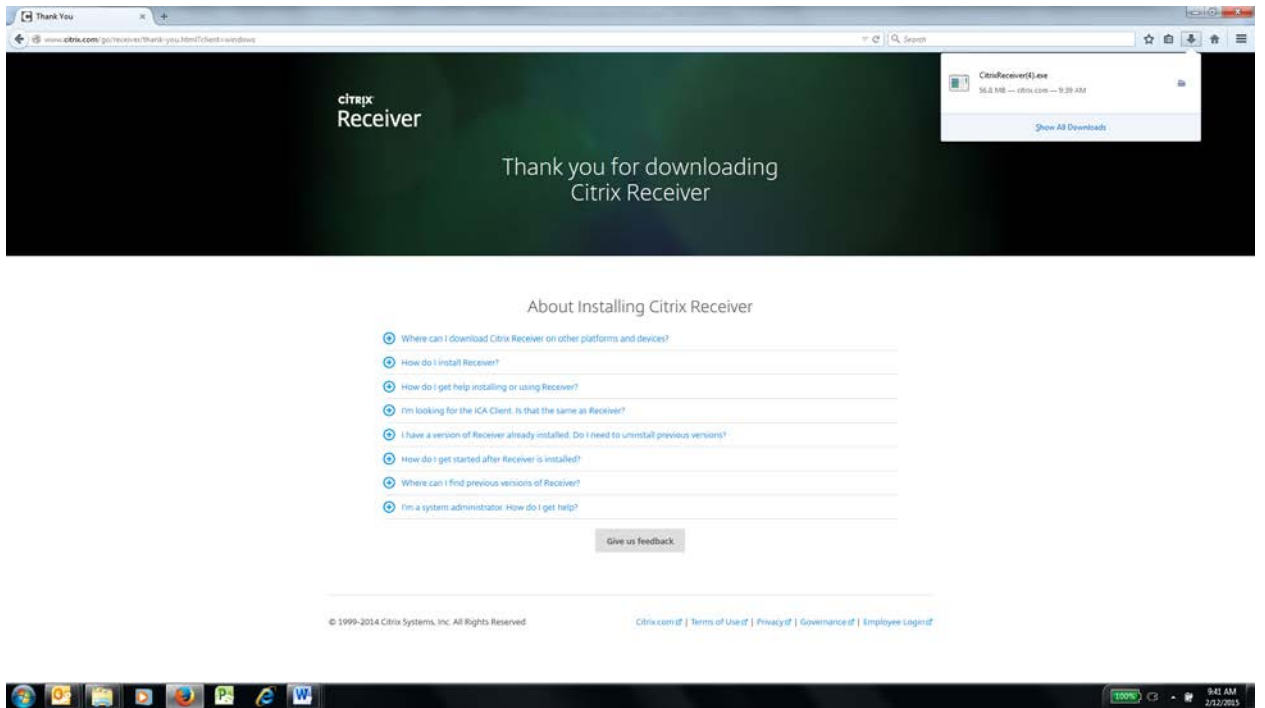 Thank You
www.citrix.com/go/receiver/thank-you.html?client=windows
Search
CitrixReceiver(4).exe
56.8 MB — citrix.com — 9:39 AM
Show All Downloads
CITRIX
Receiver
Thank you for downloading
Citrix Receiver
About Installing Citrix Receiver
Where can I download Citrix Receiver on other platforms and devices?
How do I install Receiver?
How do I get help installing or using Receiver?
I'm looking for the ICA Client. Is that the same as Receiver?
I have a version of Receiver already installed. Do I need to uninstall previous versions?
How do I get started after Receiver is installed?
Where can I find previous versions of Receiver?
I'm a system administrator. How do I get help?
Give us feedback
© 1999-2014 Citrix Systems, Inc. All Rights Reserved
Citrix.com | Terms of Use | Privacy | Governance | Employee Login
100%
9:41 AM
2/12/2015